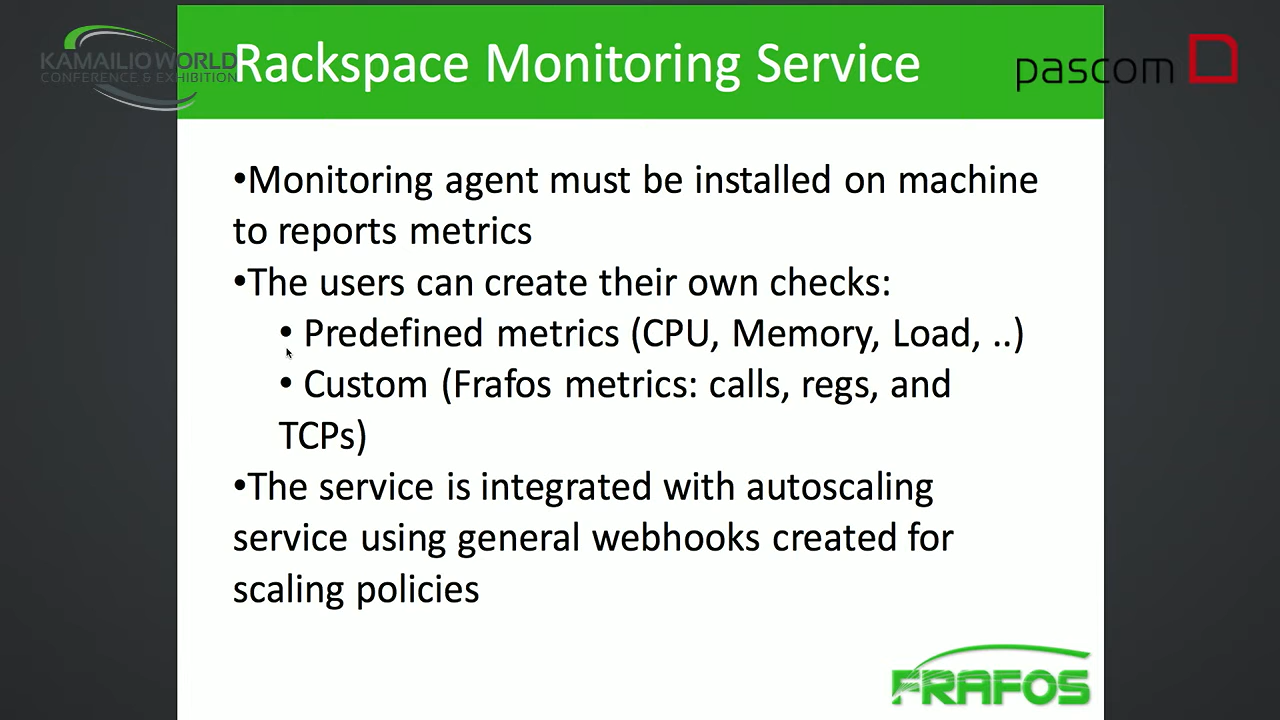 KAMAILIO WORLD
CONFERENCE & EXHIBITION
Rackspace Monitoring Service
pascom
•Monitoring agent must be installed on machine
to reports metrics
•The users can create their own checks:
• Predefined metrics (CPU, Memory, Load, ..)
• Custom (Frafos metrics: calls, regs, and
TCPs)
•The service is integrated with autoscaling
service using general webhooks created for
scaling policies
FRAFOS